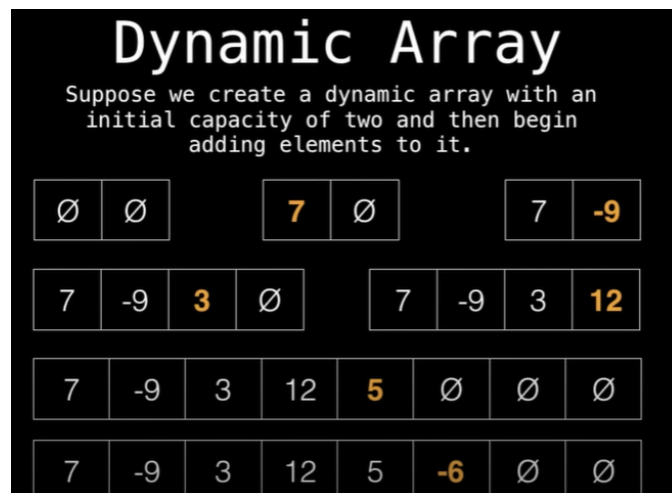 Dynamic Array
Suppose we create a dynamic array with an
initial capacity of two and then begin
adding elements to it.
Ø Ø 7 Ø 7 -9
7 -9 3 Ø 7 -9 3 12
7 -9 3 12 5 Ø Ø Ø
7 -9 3 12 5 -6 Ø Ø